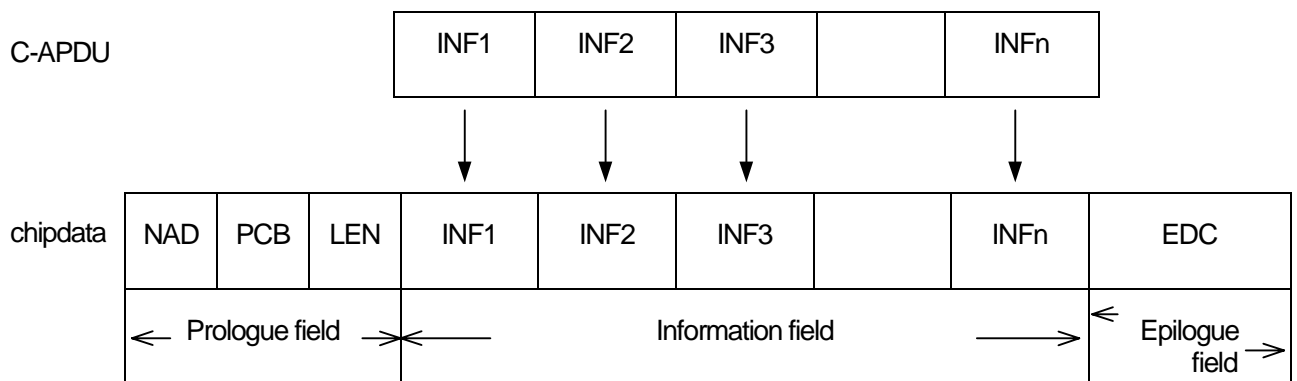 C-APDU INF1 INF2 INF3 INFn
chipdata NAD PCB LEN INF1 INF2 INF3 INFn EDC
Prologue field Information field Epilogue
field